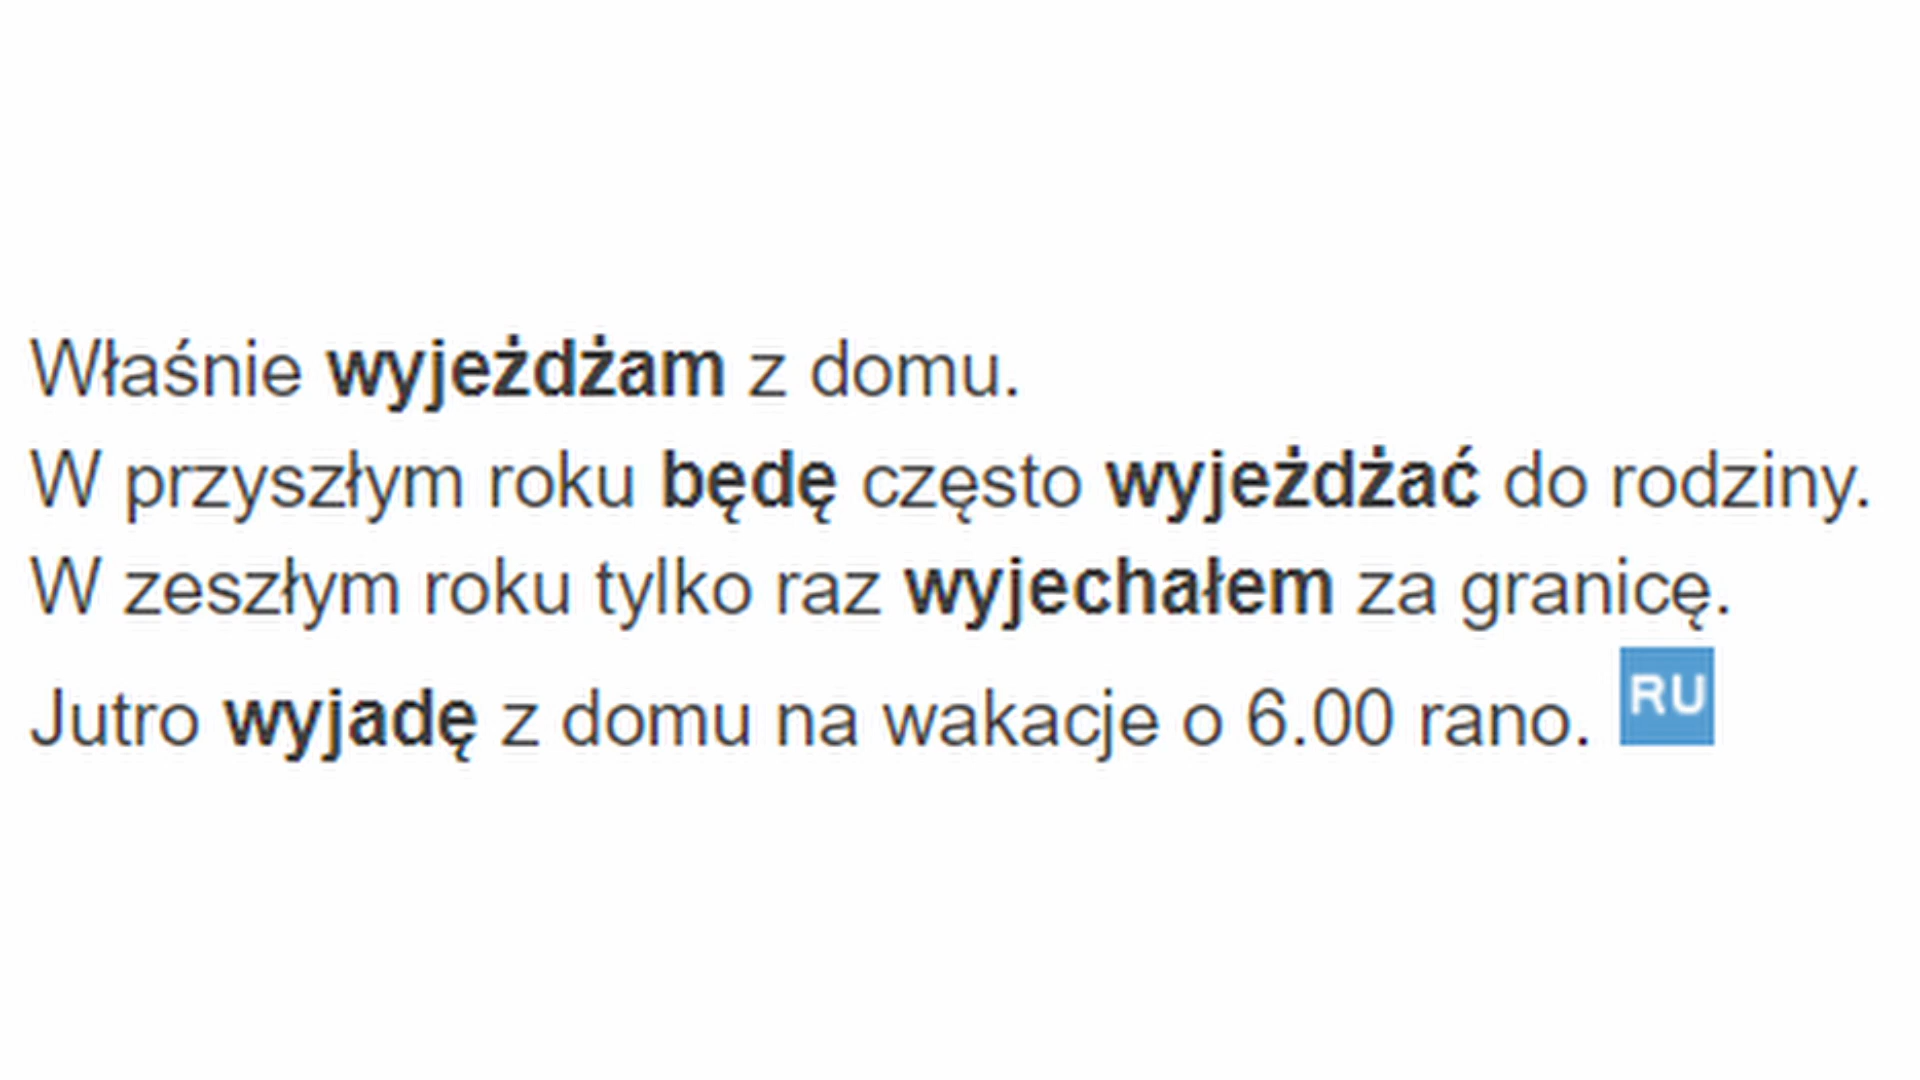 Właśnie wyjeżdżam z domu.
W przyszłym roku będę często wyjeżdżać do rodziny.
W zeszłym roku tylko raz wyjechałem za granicę.
Jutro wyjadę z domu na wakacje o 6.00 rano. RU